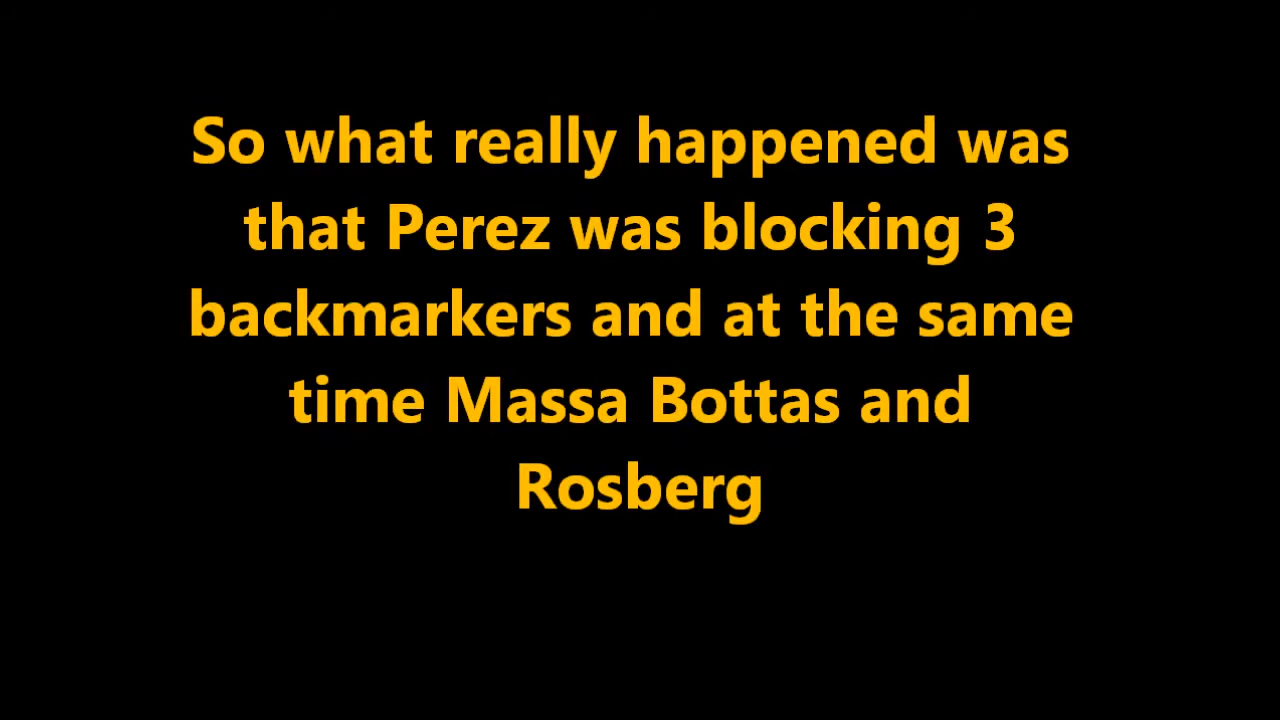 So what really happened was
that Perez was blocking 3
backmarkers and at the same
time Massa Bottas and
Rosberg